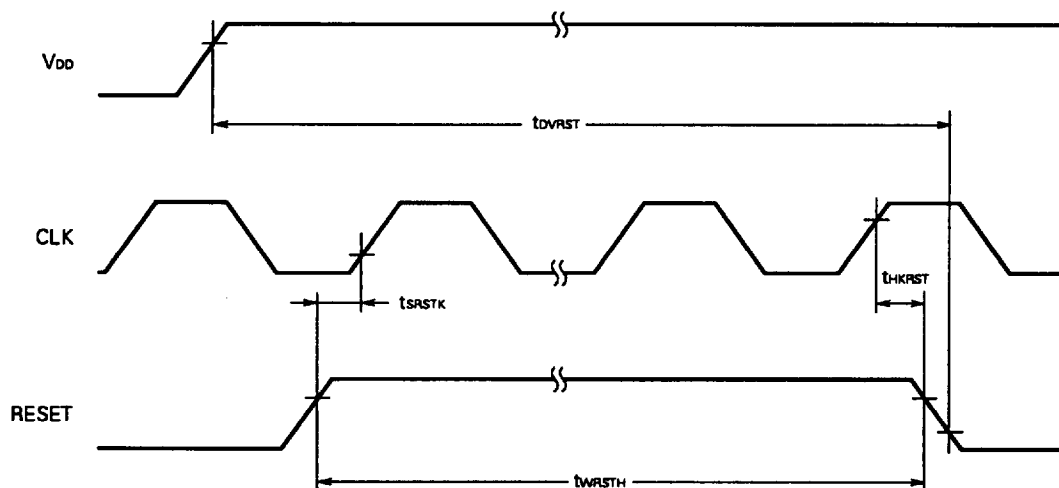 VDD
tDVRST
CLK
tSRSTK
tHKRST
RESET
tWRSTH